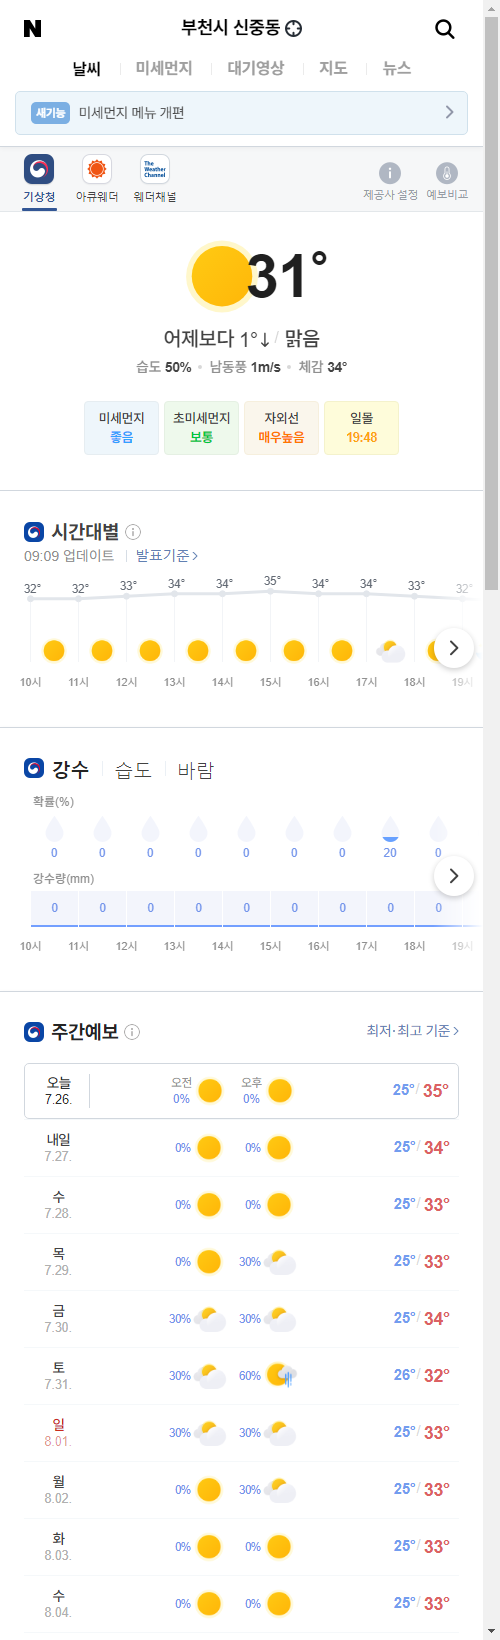 N 부천시 신중동
날씨 미세먼지 대기영상 지도 뉴스
새기능 미세먼지 메뉴 개편
The Weather Channel
기상청 아큐웨더 웨더채널 제공사 설정 예보비교
31°
어제보다 1°↓ / 맑음
습도 50% • 남동풍 1m/s • 체감 34°
미세먼지 초미세먼지 자외선 일몰
좋음 보통 매우높음 19:48
시간대별
09:09 업데이트 발표기준 >
32° 32° 33° 34° 34° 35° 34° 34° 33° 32°
10시 11시 12시 13시 14시 15시 16시 17시 18시 19시
강수 습도 바람
확률(%)
0 0 0 0 0 0 0 20 0
강수량(mm)
0 0 0 0 0 0 0 0 0
10시 11시 12시 13시 14시 15시 16시 17시 18시 19시
주간예보 최저·최고 기준 >
오늘 오전 오후
7.26. 0% 0% 25° / 35°
내일
7.27. 0% 0% 25° / 34°
수
7.28. 0% 0% 25° / 33°
목
7.29. 0% 30% 25° / 33°
금
7.30. 30% 30% 25° / 34°
토
7.31. 30% 60% 26° / 32°
일
8.01. 30% 30% 25° / 33°
월
8.02. 0% 30% 25° / 33°
화
8.03. 0% 0% 25° / 33°
수
8.04. 0% 0% 25° / 33°